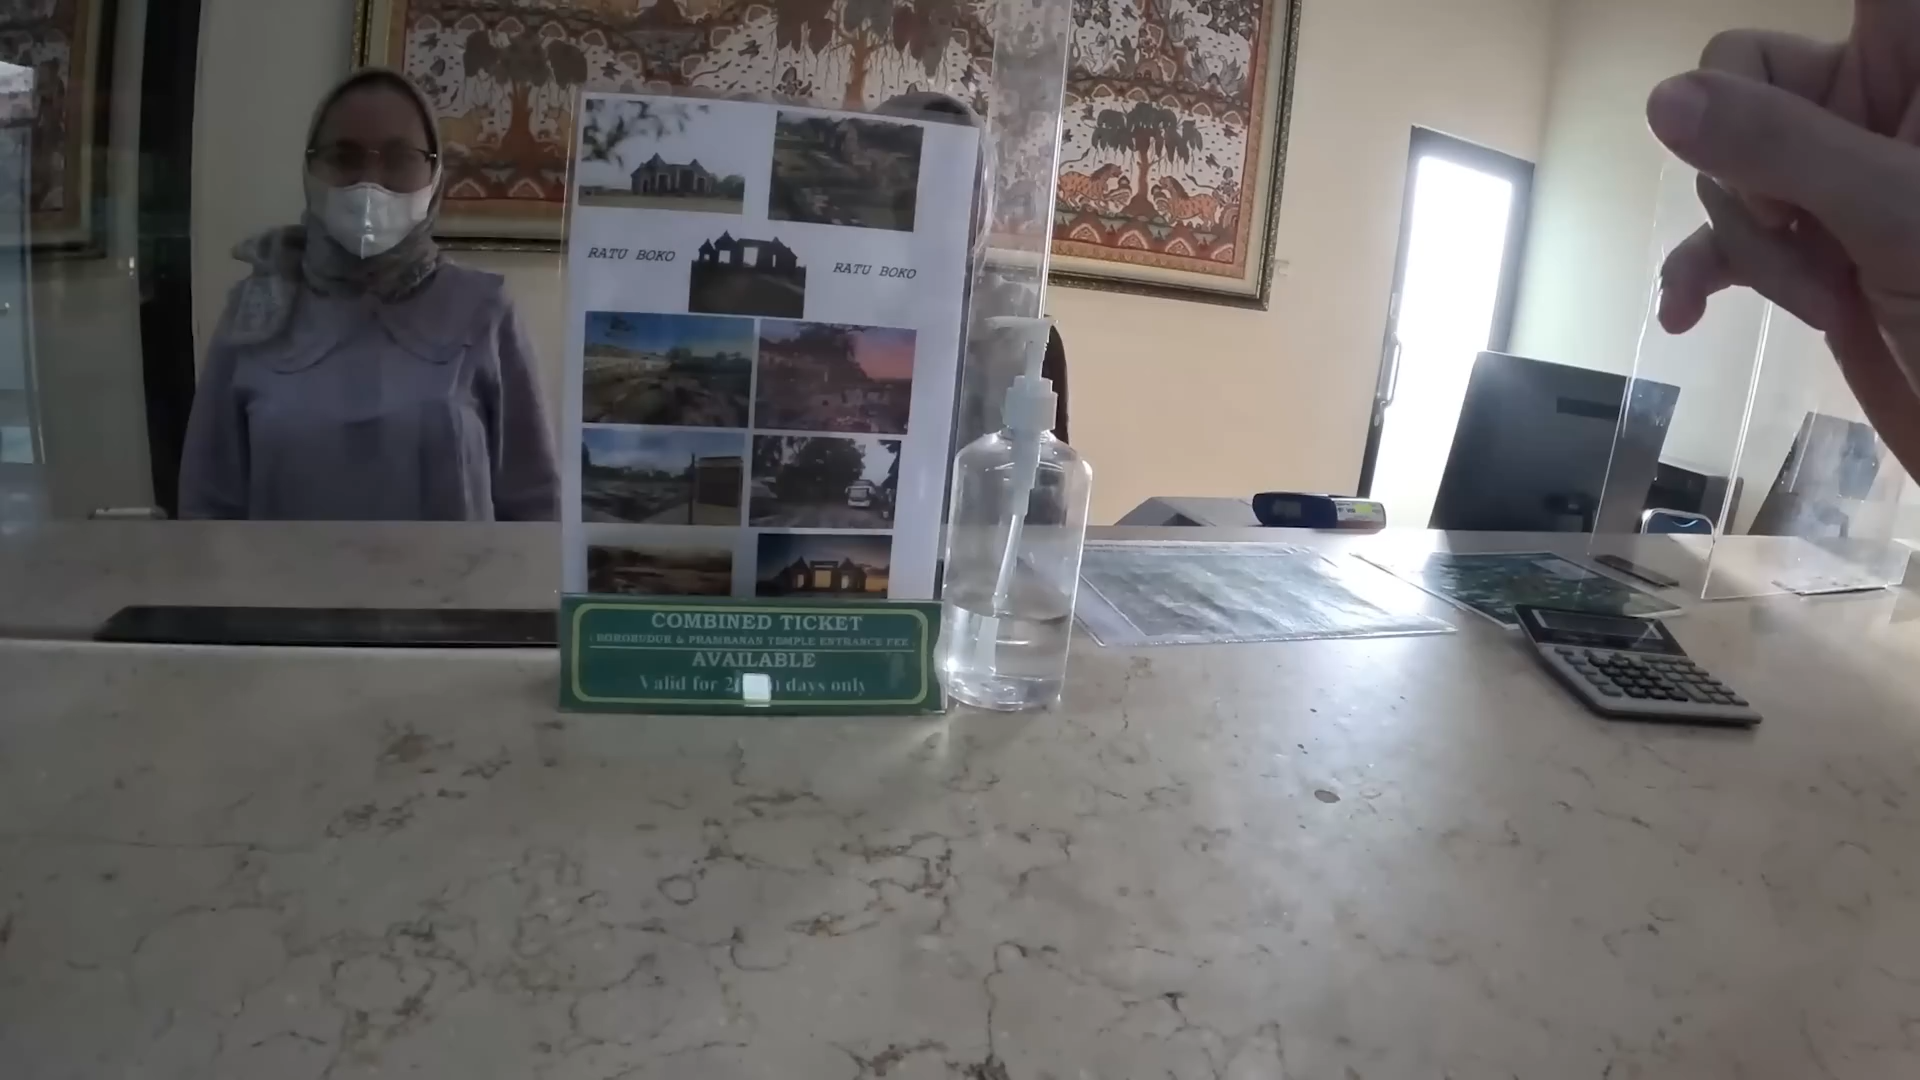 RATU BOKO
RATU BOKO
COMBINED TICKET
BOROBUDUR & PRAMBANAN TEMPLE ENTRANCE FEE
AVAILABLE
Valid for days only